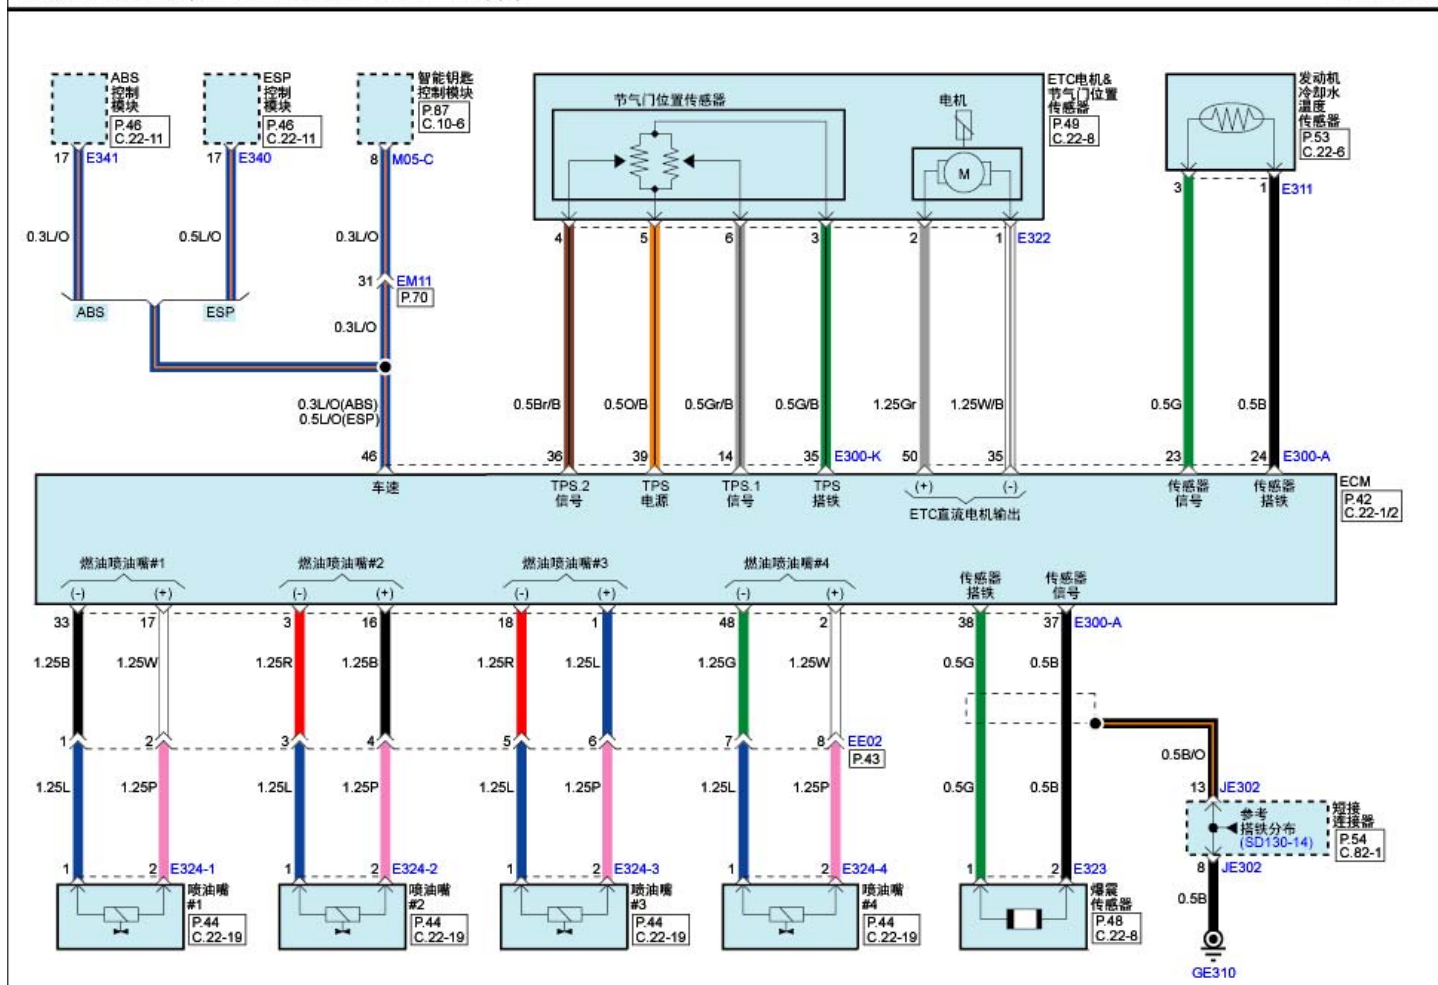 ABS
控制
模块
P.46
C.22-11
ESP
控制
模块
P.46
C.22-11
智能钥匙
控制模块
P.87
C.10-6
节气门位置传感器
电机
M
ETC电机&
节气门位置
传感器
P.49
C.22-8
发动机
冷却水
温度
传感器
P.53
C.22-6
17 E341
17 E340
8 M05-C
4 5 6 3 2 1 E322
3 1 E311
0.3L/O 0.5L/O 0.3L/O
31 EM11
P.70
ABS ESP
0.3L/O
0.3L/O(ABS)
0.5L/O(ESP)
0.5Br/B 0.5O/B 0.5Gr/B 0.5G/B 1.25Gr 1.25W/B 0.5G 0.5B
46 36 39 14 35 E300-K 50 35 23 24 E300-A
车速
TPS.2
信号
TPS
电源
TPS.1
信号
TPS
搭铁
(+) (-)
ETC直流电机输出
传感器
信号
传感器
搭铁
ECM
P.42
C.22-1/2
燃油喷油嘴#1
(-) (+)
燃油喷油嘴#2
(-) (+)
燃油喷油嘴#3
(-) (+)
燃油喷油嘴#4
(-) (+)
传感器
搭铁
传感器
信号
33 17 3 16 18 1 48 2 38 37 E300-A
1.25B 1.25W 1.25R 1.25B 1.25R 1.25L 1.25G 1.25W 0.5G 0.5B
1 2 3 4 5 6 7 8 EE02
P.43
0.5B/O
1.25L 1.25P 1.25L 1.25P 1.25L 1.25P 1.25L 1.25P 0.5G 0.5B
13 JE302
参考
搭铁分布
(SD130-14)
短接
连接器
P.54
C.82-1
8 JE302
0.5B
GE310
1 2 E324-1
喷油嘴
#1
P.44
C.22-19
1 2 E324-2
喷油嘴
#2
P.44
C.22-19
1 2 E324-3
喷油嘴
#3
P.44
C.22-19
1 2 E324-4
喷油嘴
#4
P.44
C.22-19
1 2 E323
爆震
传感器
P.48
C.22-8